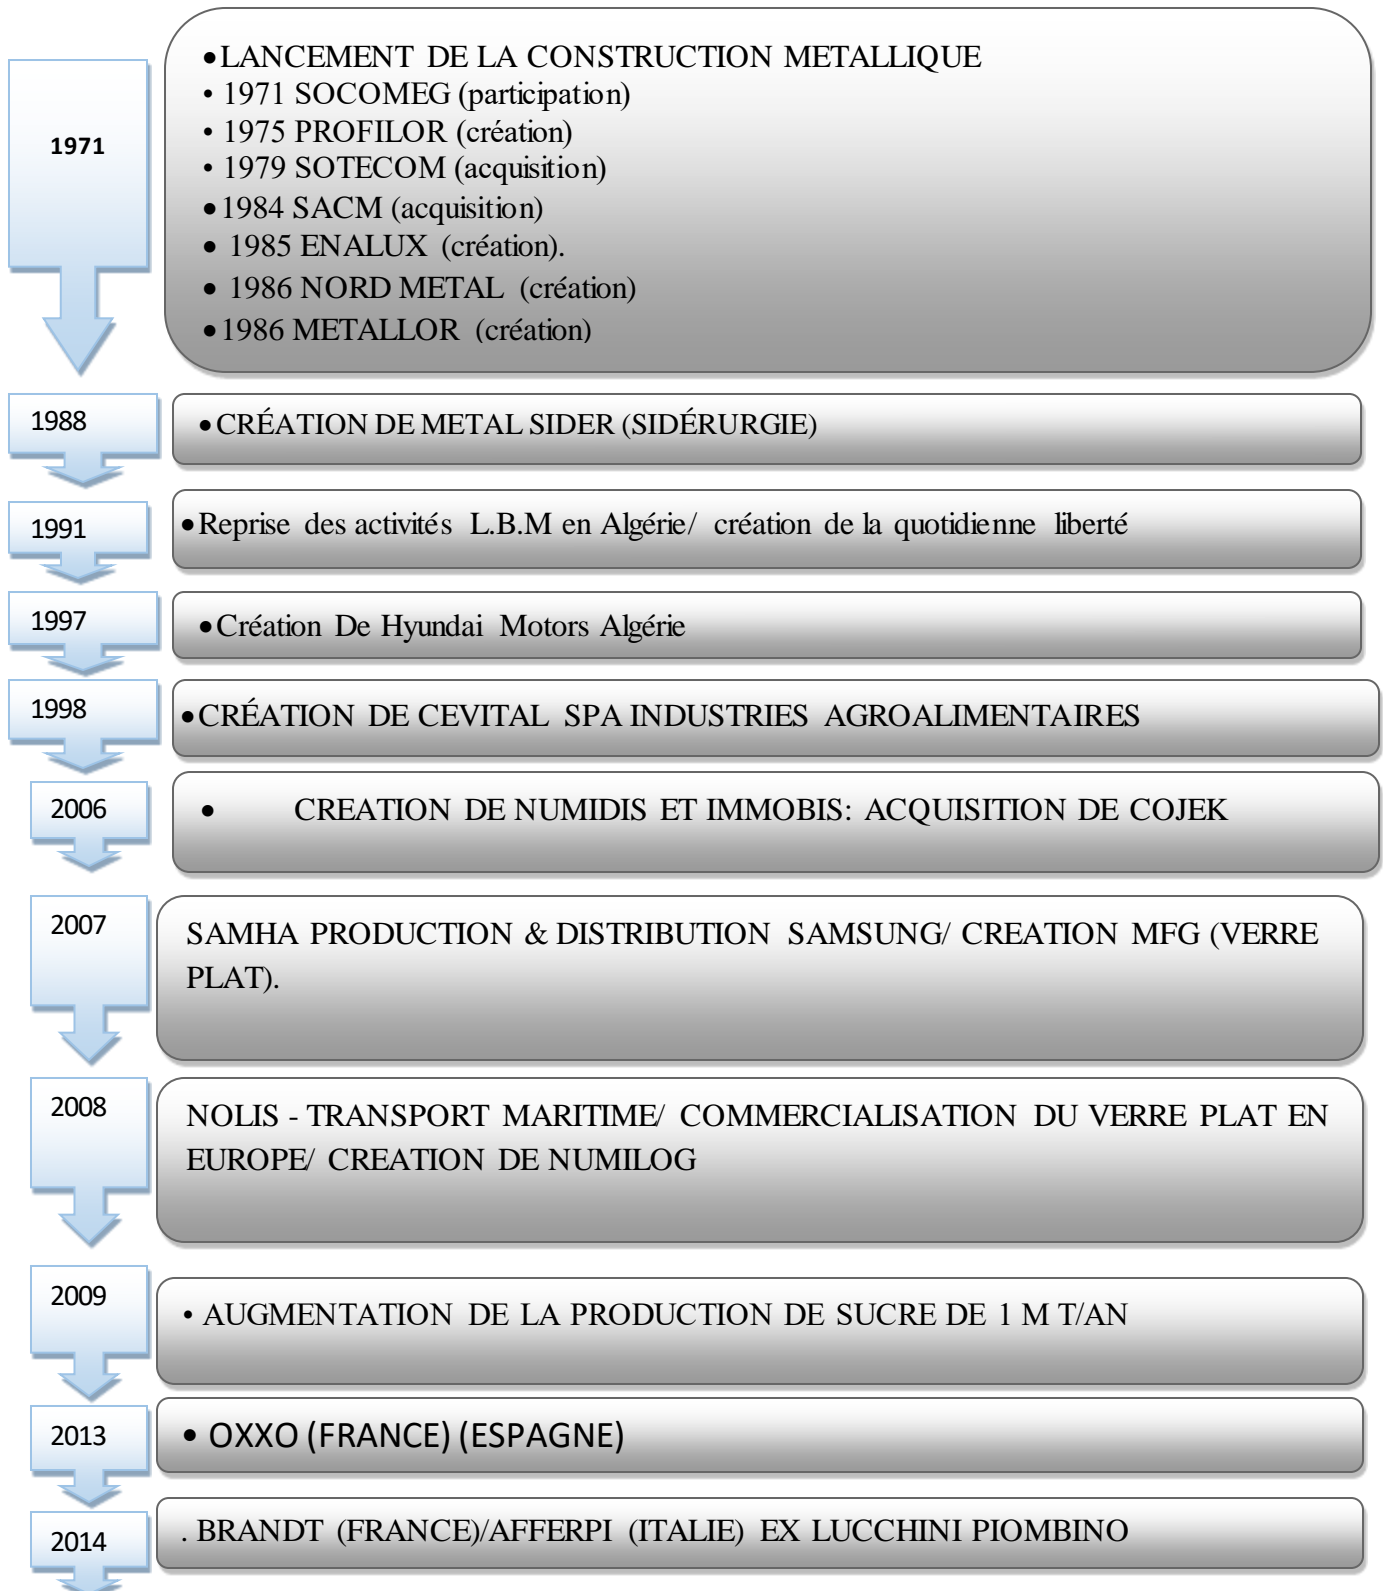 1971
•LANCEMENT DE LA CONSTRUCTION METALLIQUE
• 1971 SOCOMEG (participation)
• 1975 PROFILOR (création)
• 1979 SOTECOM (acquisition)
•1984 SACM (acquisition)
• 1985 ENALUX (création).
• 1986 NORD METAL (création)
•1986 METALLOR (création)
1988
•CRÉATION DE METAL SIDER (SIDÉRURGIE)
1991
•Reprise des activités L.B.M en Algérie/ création de la quotidienne liberté
1997
•Création De Hyundai Motors Algérie
1998
•CRÉATION DE CEVITAL SPA INDUSTRIES AGROALIMENTAIRES
2006
• CREATION DE NUMIDIS ET IMMOBIS: ACQUISITION DE COJEK
2007
SAMHA PRODUCTION & DISTRIBUTION SAMSUNG/ CREATION MFG (VERRE
PLAT).
2008
NOLIS - TRANSPORT MARITIME/ COMMERCIALISATION DU VERRE PLAT EN
EUROPE/ CREATION DE NUMILOG
2009
• AUGMENTATION DE LA PRODUCTION DE SUCRE DE 1 M T/AN
2013
• OXXO (FRANCE) (ESPAGNE)
2014
. BRANDT (FRANCE)/AFFERPI (ITALIE) EX LUCCHINI PIOMBINO